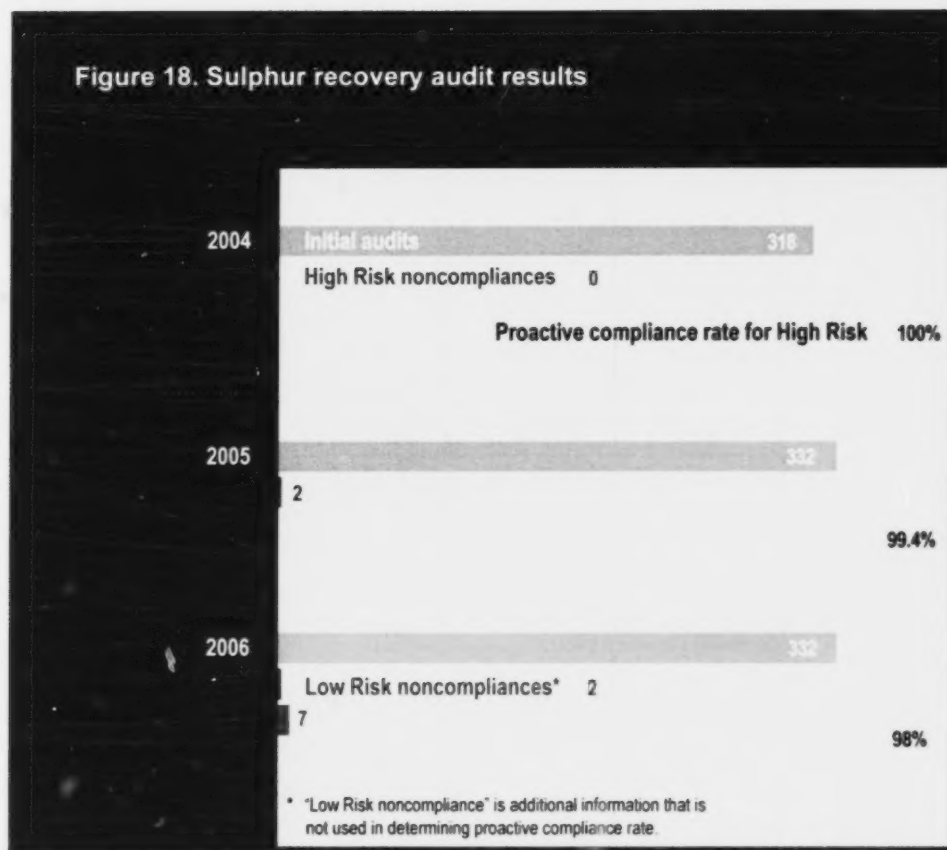 Figure 18. Sulphur recovery audit results
2004
Initial audits 318
High Risk noncompliances 0
Proactive compliance rate for High Risk 100%
2005
332
2
99.4%
2006
332
Low Risk noncompliances* 2
7
98%
* "Low Risk noncompliance" is additional information that is
not used in determining proactive compliance rate.